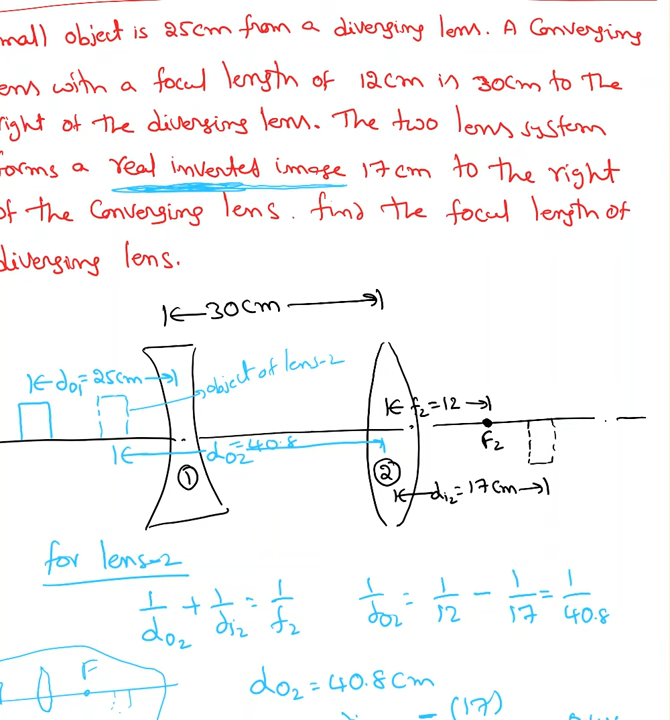 mall object is 25cm from a diverging lens. A Converging
ens with a focal length of 12cm is 30cm to the
right of the diverging lens. The two lens system
forms a real inverted image 17cm to the right
of the Converging lens. find the focal length of
diverging lens.
30cm
do₁=25cm
object of lens-2
f₂=12
F₂
do₂=40.8
①
②
di₂=17cm
for lens-2
1/do₂ + 1/di₂ = 1/f₂
1/do₂ = 1/12 - 1/17 = 1/40.8
F
do₂=40.8cm
(17)